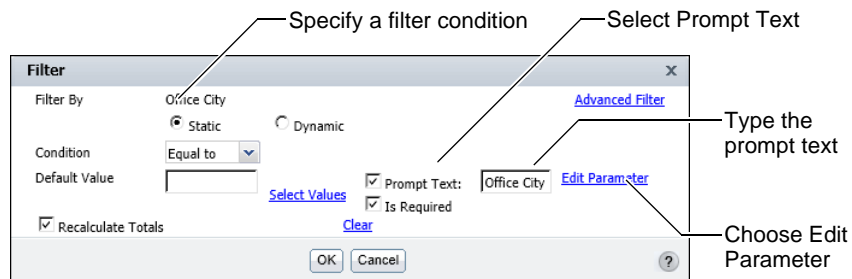 Specify a filter condition
Select Prompt Text
Filter
x
Filter By
Office City
Advanced Filter
Static
Dynamic
Type the
prompt text
Condition
Equal to
Default Value
Select Values
Prompt Text:
Office City
Edit Parameter
Is Required
Recalculate Totals
Clear
Choose Edit
Parameter
OK
Cancel
?